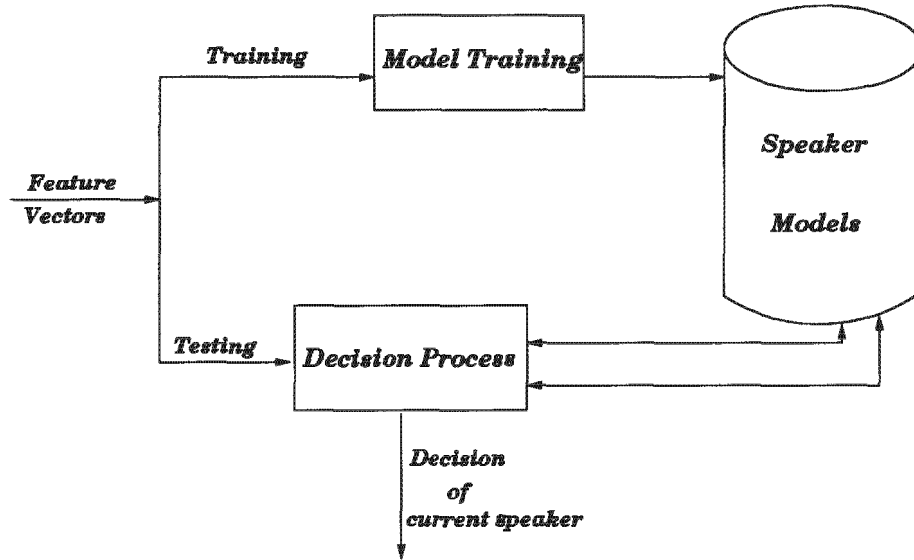 Training
Model Training
Speaker
Models
Feature
Vectors
Testing
Decision Process
Decision
of
current speaker